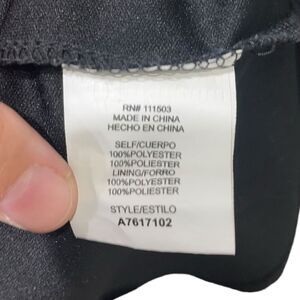 RN# 111503
MADE IN CHINA
HECHO EN CHINA
SELF/CUERPO
100%POLYESTER
100%POLIESTER
LINING/FORRO
100%POLYESTER
100%POLIESTER
STYLE/ESTILO
A7617102